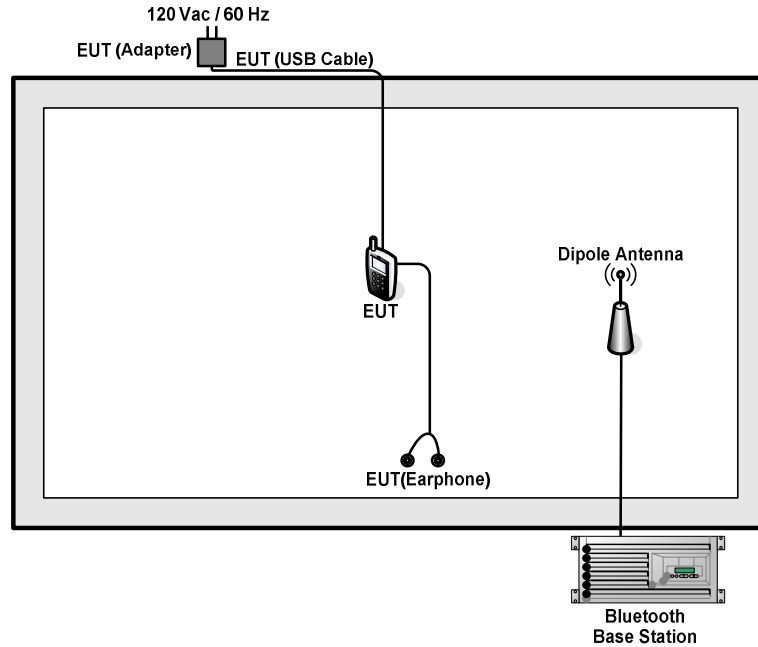 120 Vac / 60 Hz
EUT (Adapter)
EUT (USB Cable)
Dipole Antenna
EUT
EUT(Earphone)
Bluetooth
Base Station